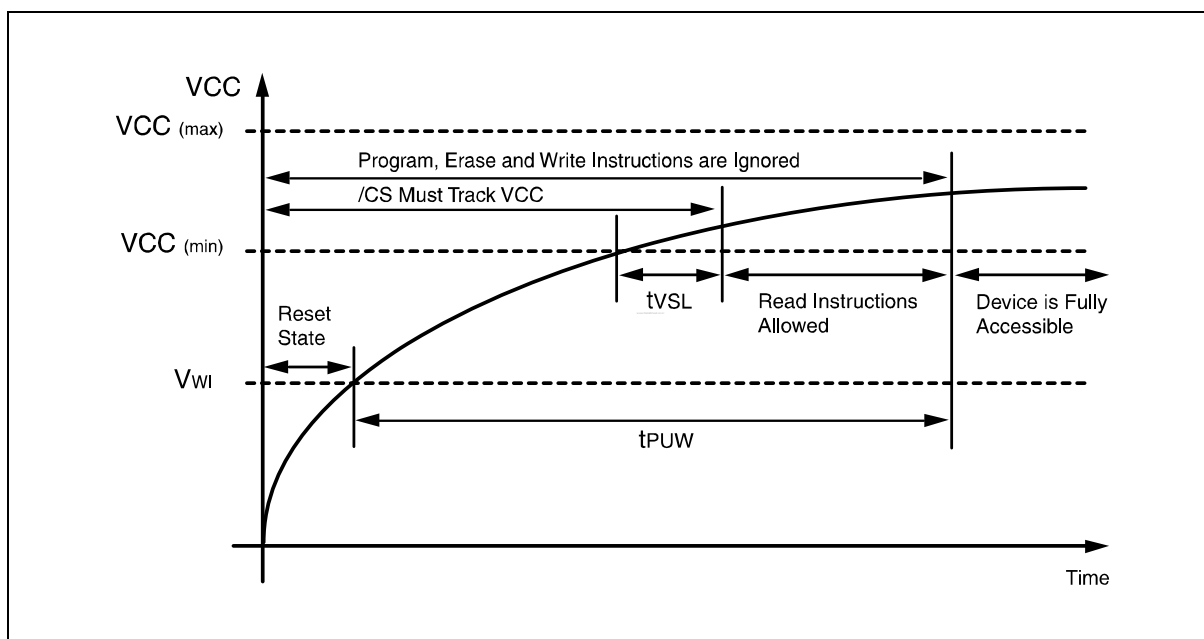 VCC
VCC (max)
Program, Erase and Write Instructions are Ignored
/CS Must Track VCC
VCC (min)
tVSL
Read Instructions
Allowed
Device is Fully
Accessible
Reset
State
VWI
tPUW
Time